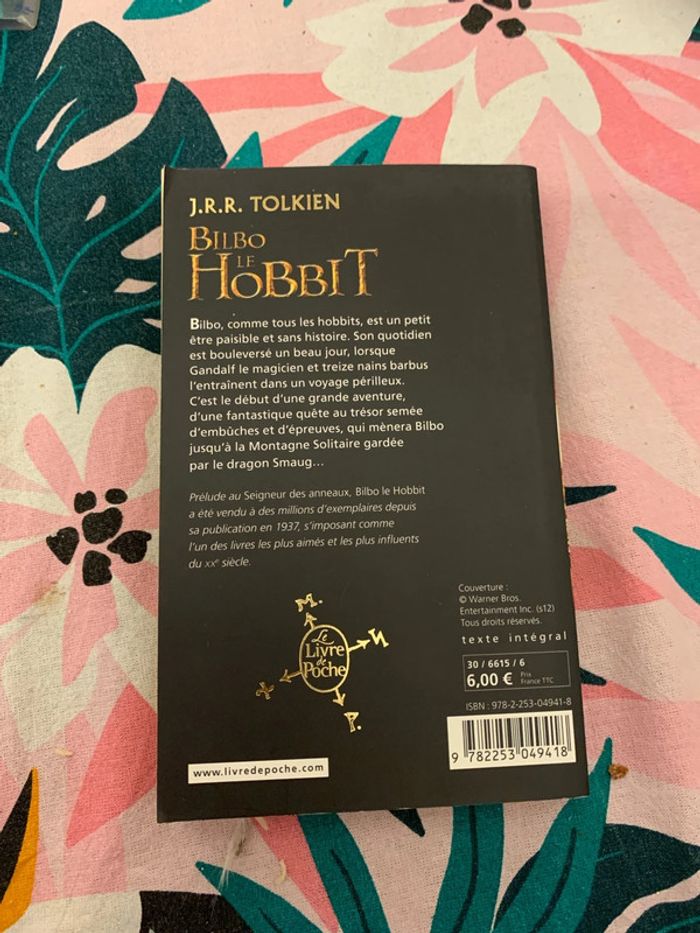 J.R.R. TOLKIEN
BILBO
LE
HOBBIT
Bilbo, comme tous les hobbits, est un petit
être paisible et sans histoire. Son quotidien
est bouleversé un beau jour, lorsque
Gandalf le magicien et treize nains barbus
l'entraînent dans un voyage périlleux.
C'est le début d'une grande aventure,
d'une fantastique quête au trésor semée
d'embûches et d'épreuves, qui mènera Bilbo
jusqu'à la Montagne Solitaire gardée
par le dragon Smaug...
Prélude au Seigneur des anneaux, Bilbo le Hobbit
a été vendu à des millions d'exemplaires depuis
sa publication en 1937, s'imposant comme
l'un des livres les plus aimés et les plus influents
du XXe siècle.
M.
Le
Livre
de
Poche
P.
Couverture :
© Warner Bros.
Entertainment Inc. (s12)
Tous droits réservés.
texte intégral
30 / 6615 / 6
6,00 € Prix
France TTC
ISBN : 978-2-253-04941-8
9 782253 049418
www.livredepoche.com